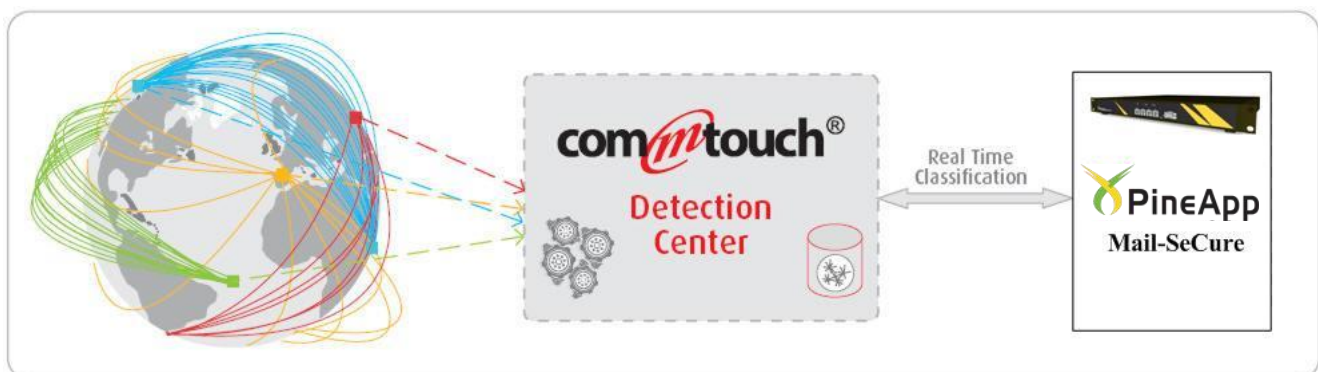 commtouch®
Detection
Center
Real Time
Classification
PineApp
Mail-SeCure